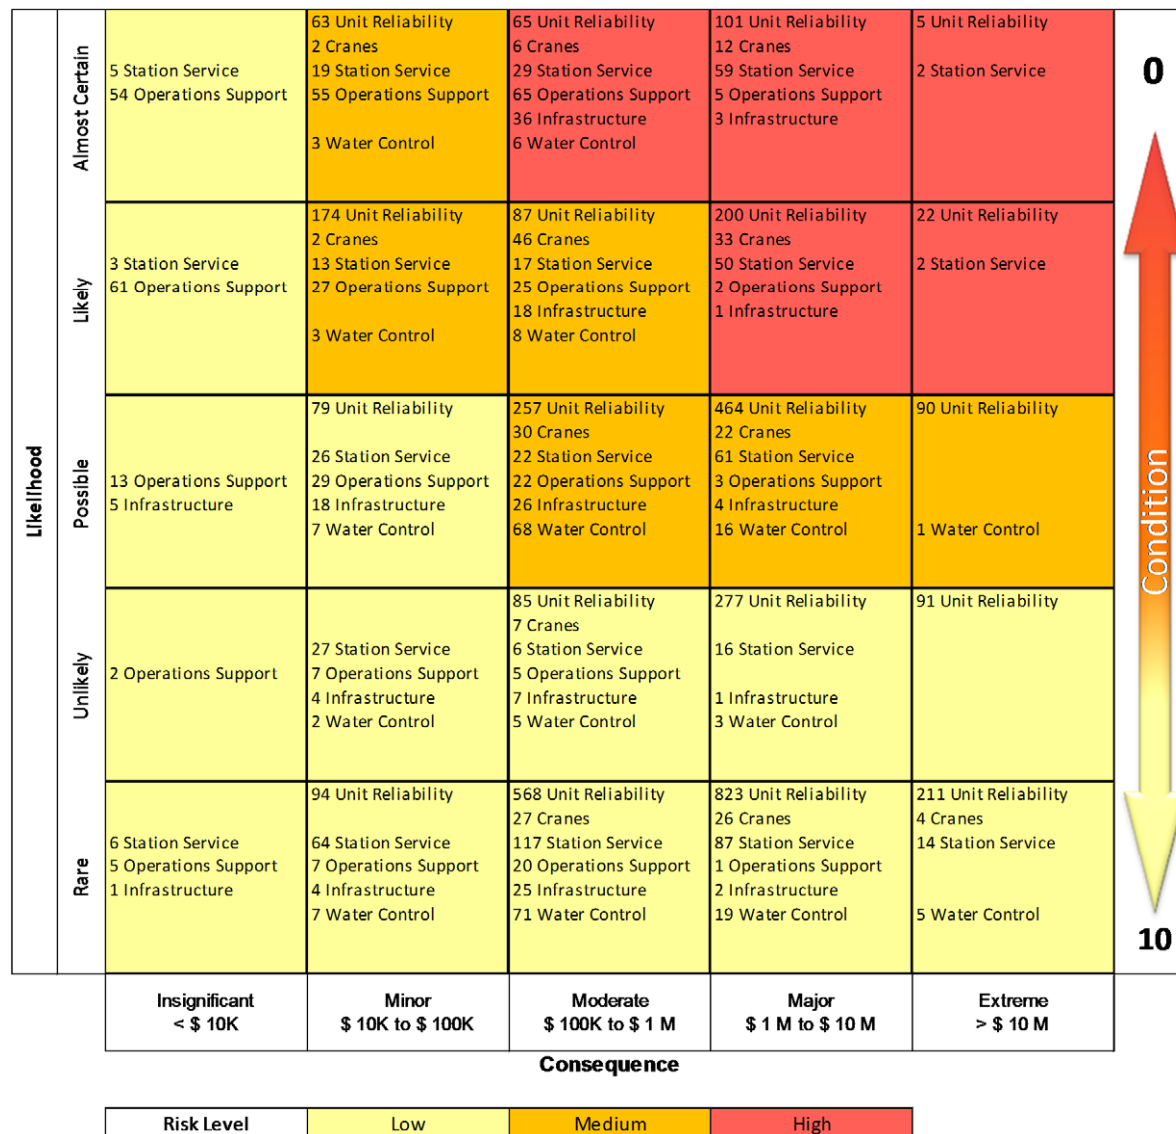 Likelihood
Almost Certain
5 Station Service
54 Operations Support
63 Unit Reliability
2 Cranes
19 Station Service
55 Operations Support
3 Water Control
65 Unit Reliability
6 Cranes
29 Station Service
65 Operations Support
36 Infrastructure
6 Water Control
101 Unit Reliability
12 Cranes
59 Station Service
5 Operations Support
3 Infrastructure
5 Unit Reliability
2 Station Service
Likely
3 Station Service
61 Operations Support
174 Unit Reliability
2 Cranes
13 Station Service
27 Operations Support
3 Water Control
87 Unit Reliability
46 Cranes
17 Station Service
25 Operations Support
18 Infrastructure
8 Water Control
200 Unit Reliability
33 Cranes
50 Station Service
2 Operations Support
1 Infrastructure
22 Unit Reliability
2 Station Service
Possible
13 Operations Support
5 Infrastructure
79 Unit Reliability
26 Station Service
29 Operations Support
18 Infrastructure
7 Water Control
257 Unit Reliability
30 Cranes
22 Station Service
22 Operations Support
26 Infrastructure
68 Water Control
464 Unit Reliability
22 Cranes
61 Station Service
3 Operations Support
4 Infrastructure
16 Water Control
90 Unit Reliability
1 Water Control
Unlikely
2 Operations Support
27 Station Service
7 Operations Support
4 Infrastructure
2 Water Control
85 Unit Reliability
7 Cranes
6 Station Service
5 Operations Support
7 Infrastructure
5 Water Control
277 Unit Reliability
16 Station Service
1 Infrastructure
3 Water Control
91 Unit Reliability
Rare
6 Station Service
5 Operations Support
1 Infrastructure
94 Unit Reliability
64 Station Service
7 Operations Support
4 Infrastructure
7 Water Control
568 Unit Reliability
27 Cranes
117 Station Service
20 Operations Support
25 Infrastructure
71 Water Control
823 Unit Reliability
26 Cranes
87 Station Service
1 Operations Support
2 Infrastructure
19 Water Control
211 Unit Reliability
4 Cranes
14 Station Service
5 Water Control
0
Condition
10
Insignificant
< $ 10K
Minor
$ 10K to $ 100K
Moderate
$ 100K to $ 1 M
Major
$ 1 M to $ 10 M
Extreme
> $ 10 M
Consequence
Risk Level
Low
Medium
High